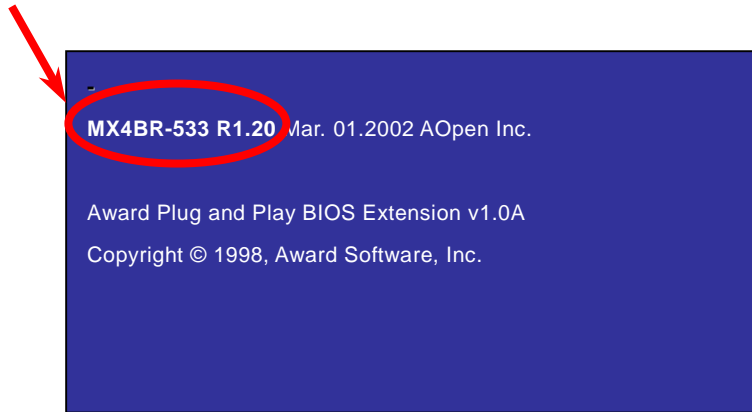 MX4BR-533 R1.20 Mar. 01.2002 AOpen Inc.
Award Plug and Play BIOS Extension v1.0A
Copyright © 1998, Award Software, Inc.